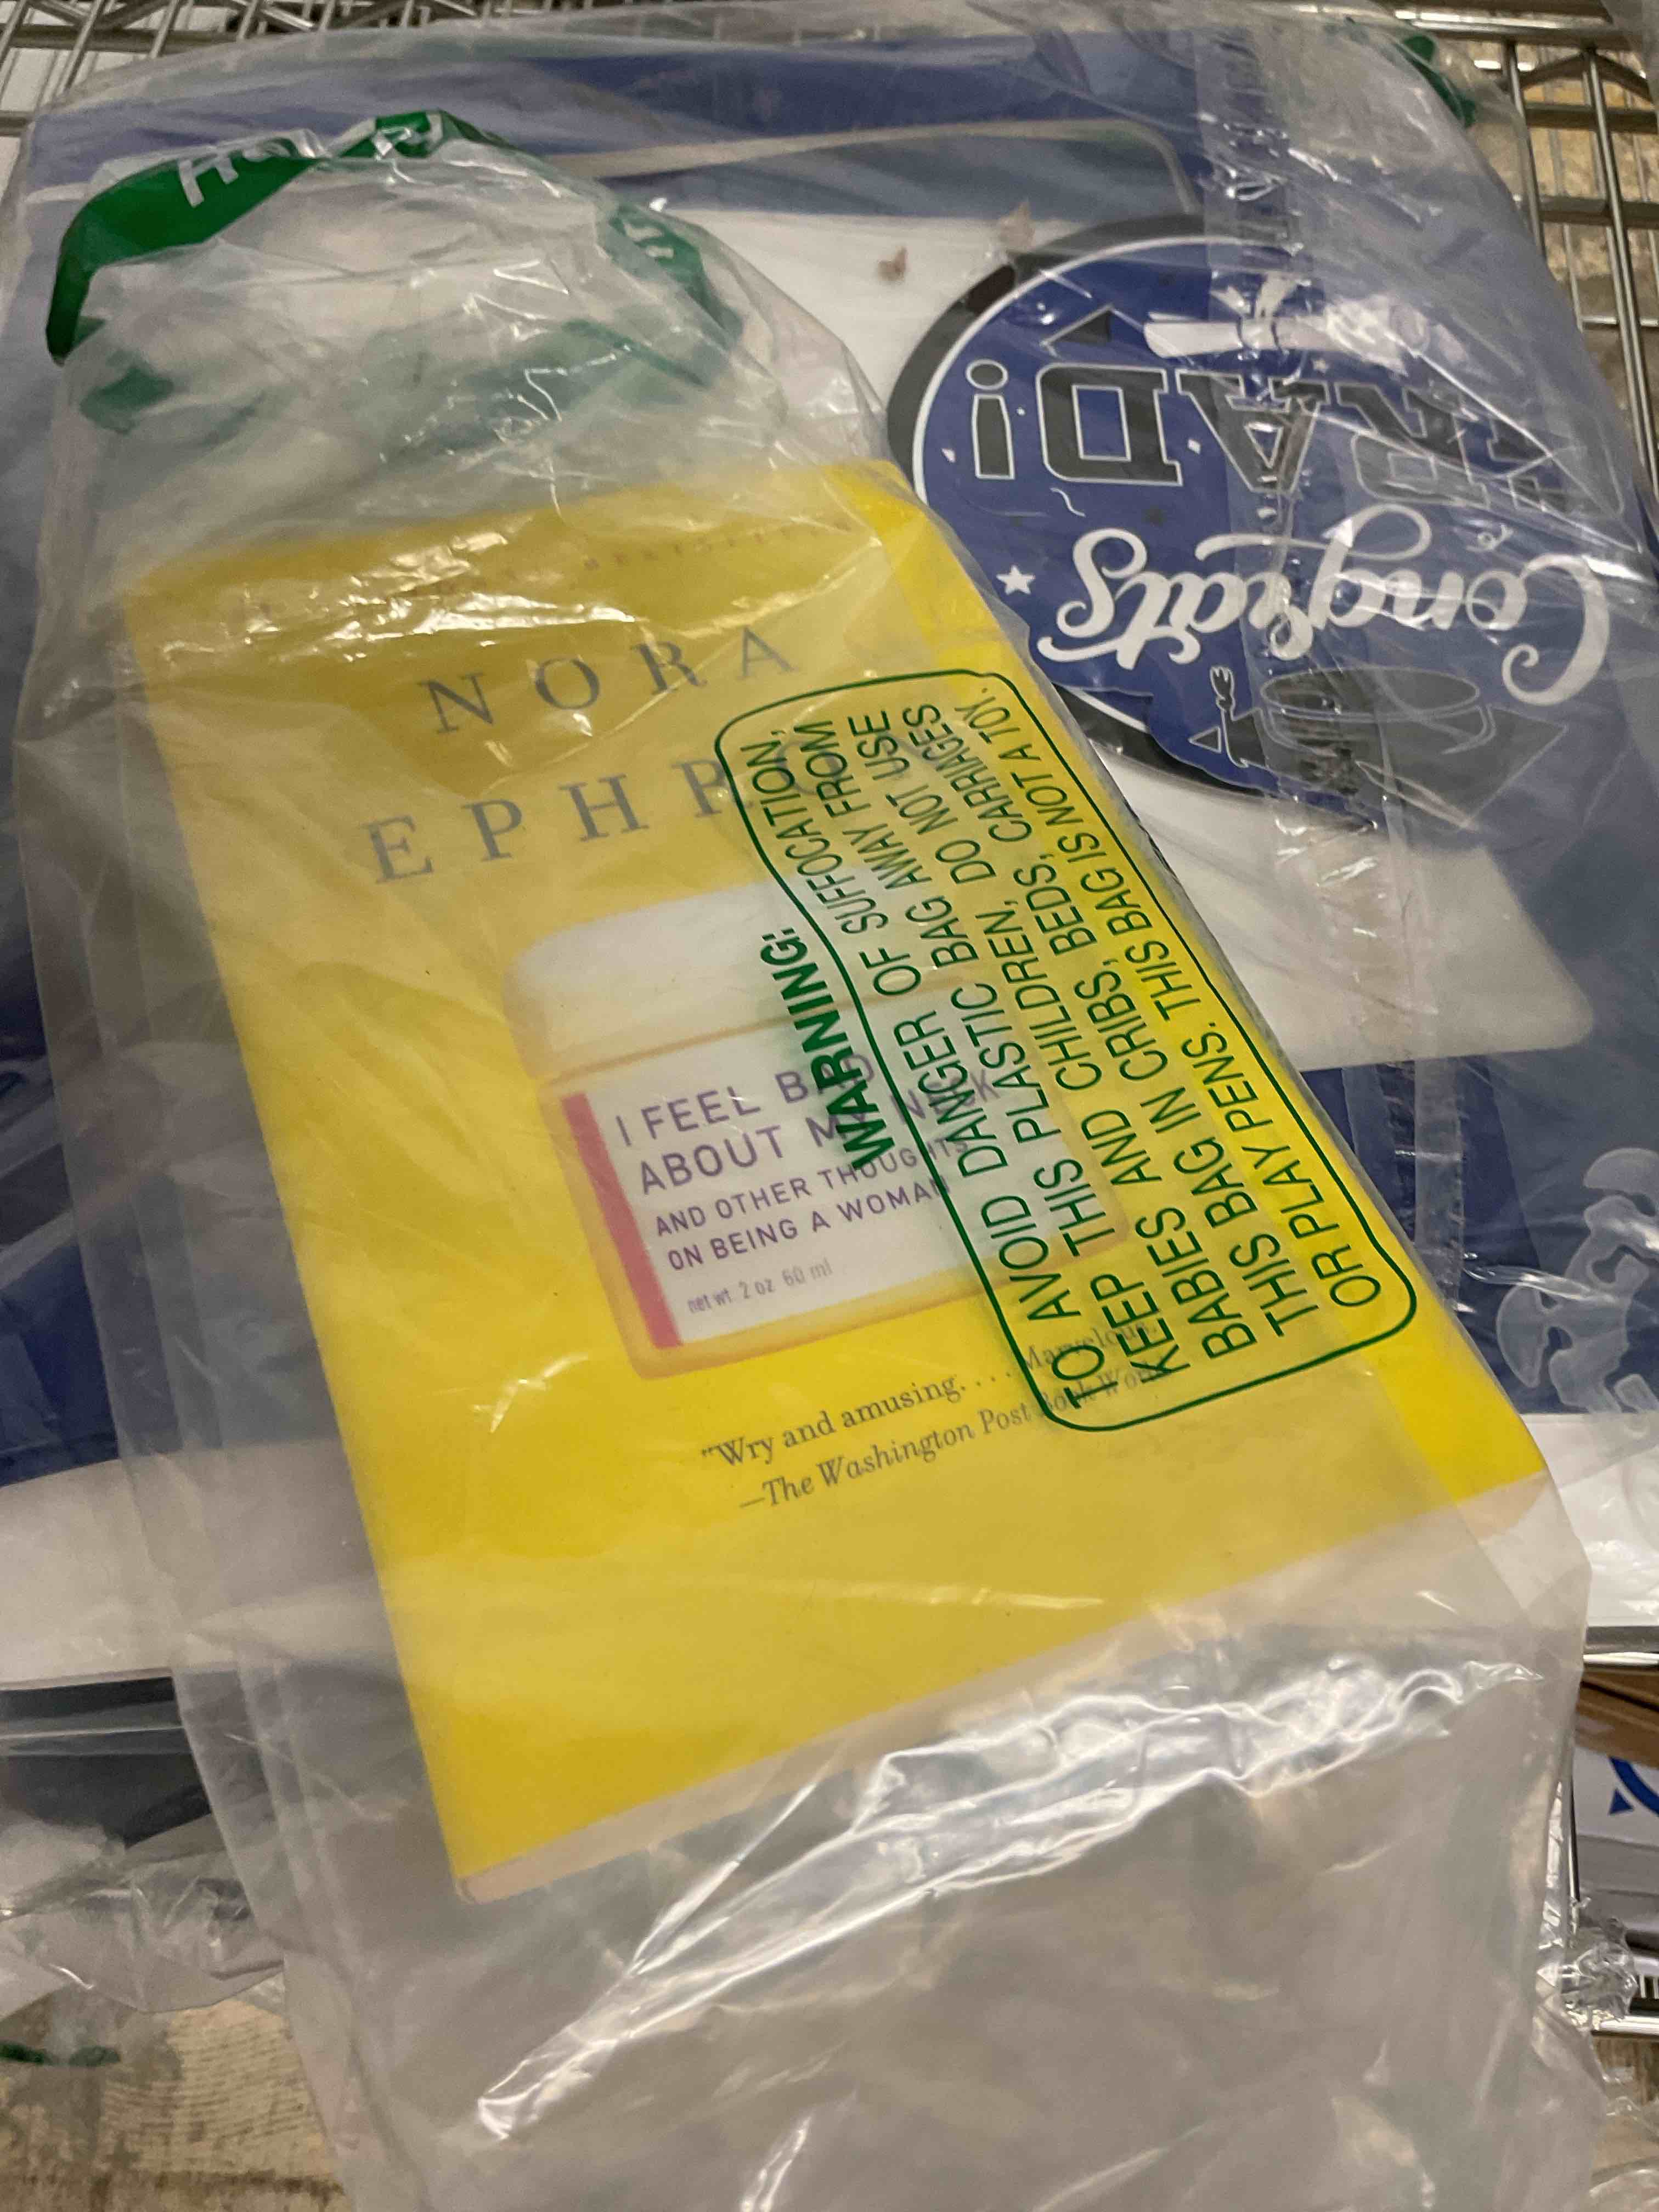 NORA
I FEEL
ABOUT
AND OTHER THOUGHTS
ON BEING A WOMAN
net wt. 2 oz 60 ml
"Wry and amusing. . . . Marvelous.
—The Washington Post Book
WARNING:
TO AVOID DANGER OF SUFFOCATION,
KEEP THIS PLASTIC BAG AWAY FROM
BABIES AND CHILDREN. DO NOT USE
THIS BAG IN CRIBS, BEDS, CARRIAGES
OR PLAY PENS. THIS BAG IS NOT A TOY.
Congrats
GRAD!